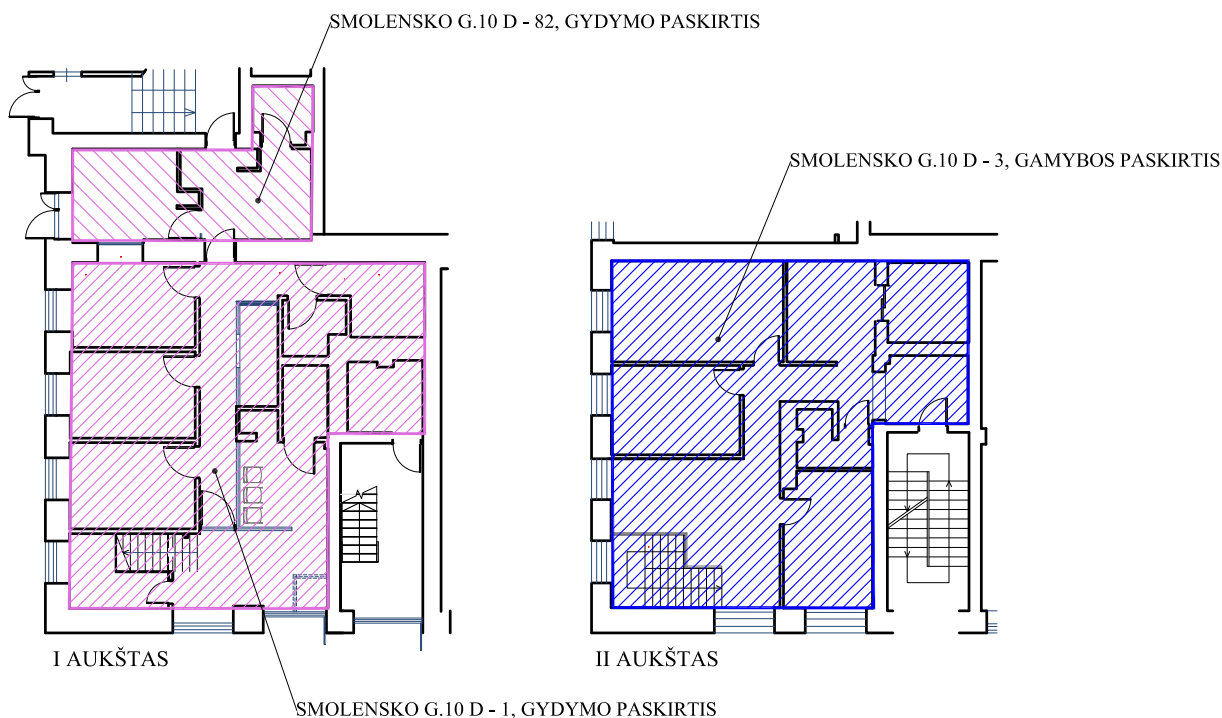 SMOLENSKO G.10 D - 82, GYDYMO PASKIRTIS
SMOLENSKO G.10 D - 3, GAMYBOS PASKIRTIS
I AUKŠTAS
II AUKŠTAS
SMOLENSKO G.10 D - 1, GYDYMO PASKIRTIS